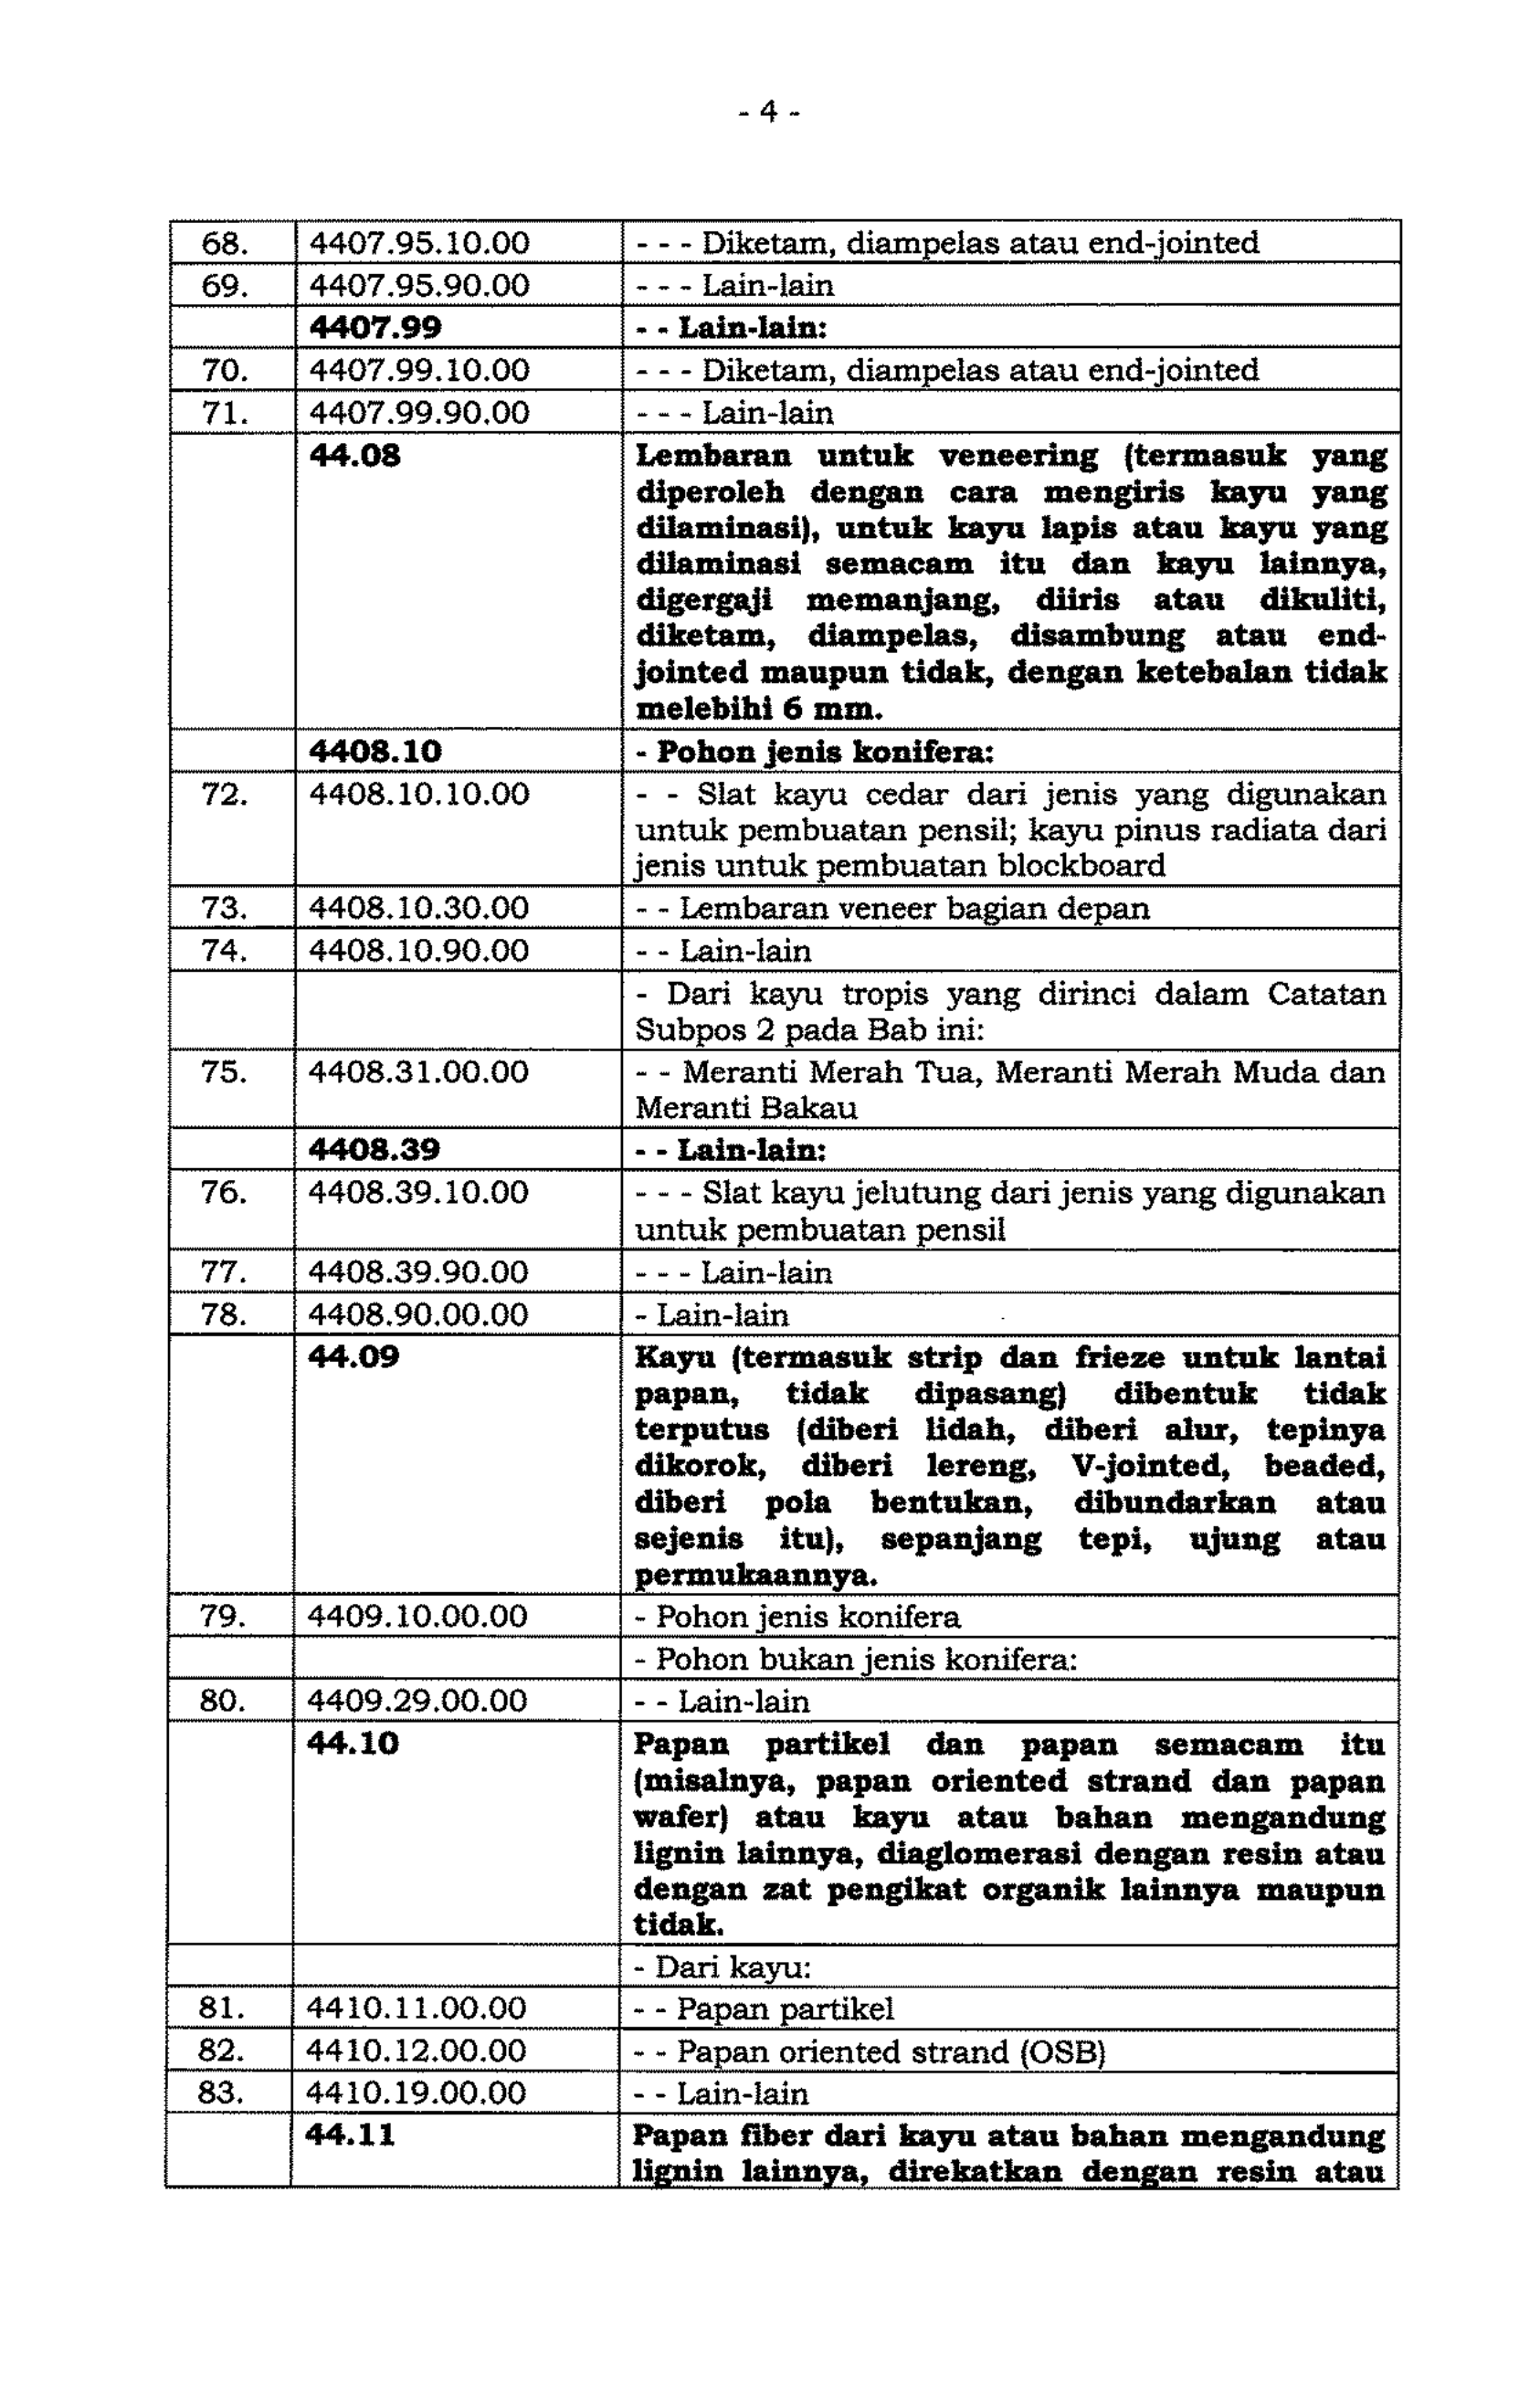 - 4 -
68. 4407.95.10.00 - - - Diketam, diampelas atau end-jointed
69. 4407.95.90.00 - - - Lain-lain
4407.99 - - Lain-lain:
70. 4407.99.10.00 - - - Diketam, diampelas atau end-jointed
71. 4407.99.90.00 - - - Lain-lain
44.08 Lembaran untuk veneering (termasuk yang
diperoleh dengan cara mengiris kayu yang
dilaminasi), untuk kayu lapis atau kayu yang
dilaminasi semacam itu dan kayu lainnya,
digergaji memanjang, diiris atau dikuliti,
diketam, diampelas, disambung atau end-
jointed maupun tidak, dengan ketebalan tidak
melebihi 6 mm.
4408.10 - Pohon jenis konifera:
72. 4408.10.10.00 - - Slat kayu cedar dari jenis yang digunakan
untuk pembuatan pensil; kayu pinus radiata dari
jenis untuk pembuatan blockboard
73. 4408.10.30.00 - - Lembaran veneer bagian depan
74. 4408.10.90.00 - - Lain-lain
- Dari kayu tropis yang dirinci dalam Catatan
Subpos 2 pada Bab ini:
75. 4408.31.00.00 - - Meranti Merah Tua, Meranti Merah Muda dan
Meranti Bakau
4408.39 - - Lain-lain:
76. 4408.39.10.00 - - - Slat kayu jelutung dari jenis yang digunakan
untuk pembuatan pensil
77. 4408.39.90.00 - - - Lain-lain
78. 4408.90.00.00 - Lain-lain
44.09 Kayu (termasuk strip dan frieze untuk lantai
papan, tidak dipasang) dibentuk tidak
terputus (diberi lidah, diberi alur, tepinya
dikorok, diberi lereng, V-jointed, beaded,
diberi pola bentukan, dibundarkan atau
sejenis itu), sepanjang tepi, ujung atau
permukaannya.
79. 4409.10.00.00 - Pohon jenis konifera
- Pohon bukan jenis konifera:
80. 4409.29.00.00 - - Lain-lain
44.10 Papan partikel dan papan semacam itu
(misalnya, papan oriented strand dan papan
wafer) atau kayu atau bahan mengandung
lignin lainnya, diaglomerasi dengan resin atau
dengan zat pengikat organik lainnya maupun
tidak.
- Dari kayu:
81. 4410.11.00.00 - - Papan partikel
82. 4410.12.00.00 - - Papan oriented strand (OSB)
83. 4410.19.00.00 - - Lain-lain
44.11 Papan fiber dari kayu atau bahan mengandung
lignin lainnya, direkatkan dengan resin atau